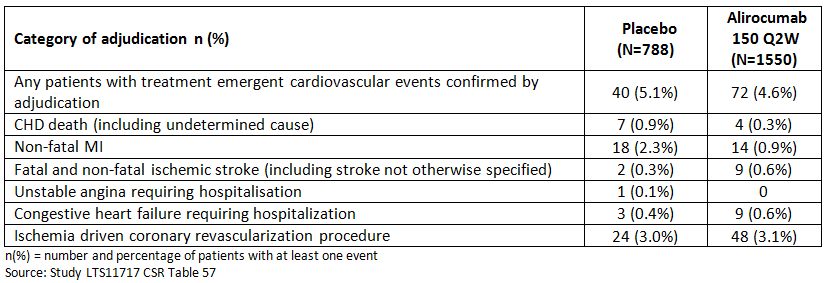 Category of adjudication n (%) Placebo (N=788) Alirocumab 150 Q2W (N=1550)
Any patients with treatment emergent cardiovascular events confirmed by adjudication 40 (5.1%) 72 (4.6%)
CHD death (including undetermined cause) 7 (0.9%) 4 (0.3%)
Non-fatal MI 18 (2.3%) 14 (0.9%)
Fatal and non-fatal ischemic stroke (including stroke not otherwise specified) 2 (0.3%) 9 (0.6%)
Unstable angina requiring hospitalisation 1 (0.1%) 0
Congestive heart failure requiring hospitalization 3 (0.4%) 9 (0.6%)
Ischemia driven coronary revascularization procedure 24 (3.0%) 48 (3.1%)
n(%) = number and percentage of patients with at least one event
Source: Study LTS11717 CSR Table 57